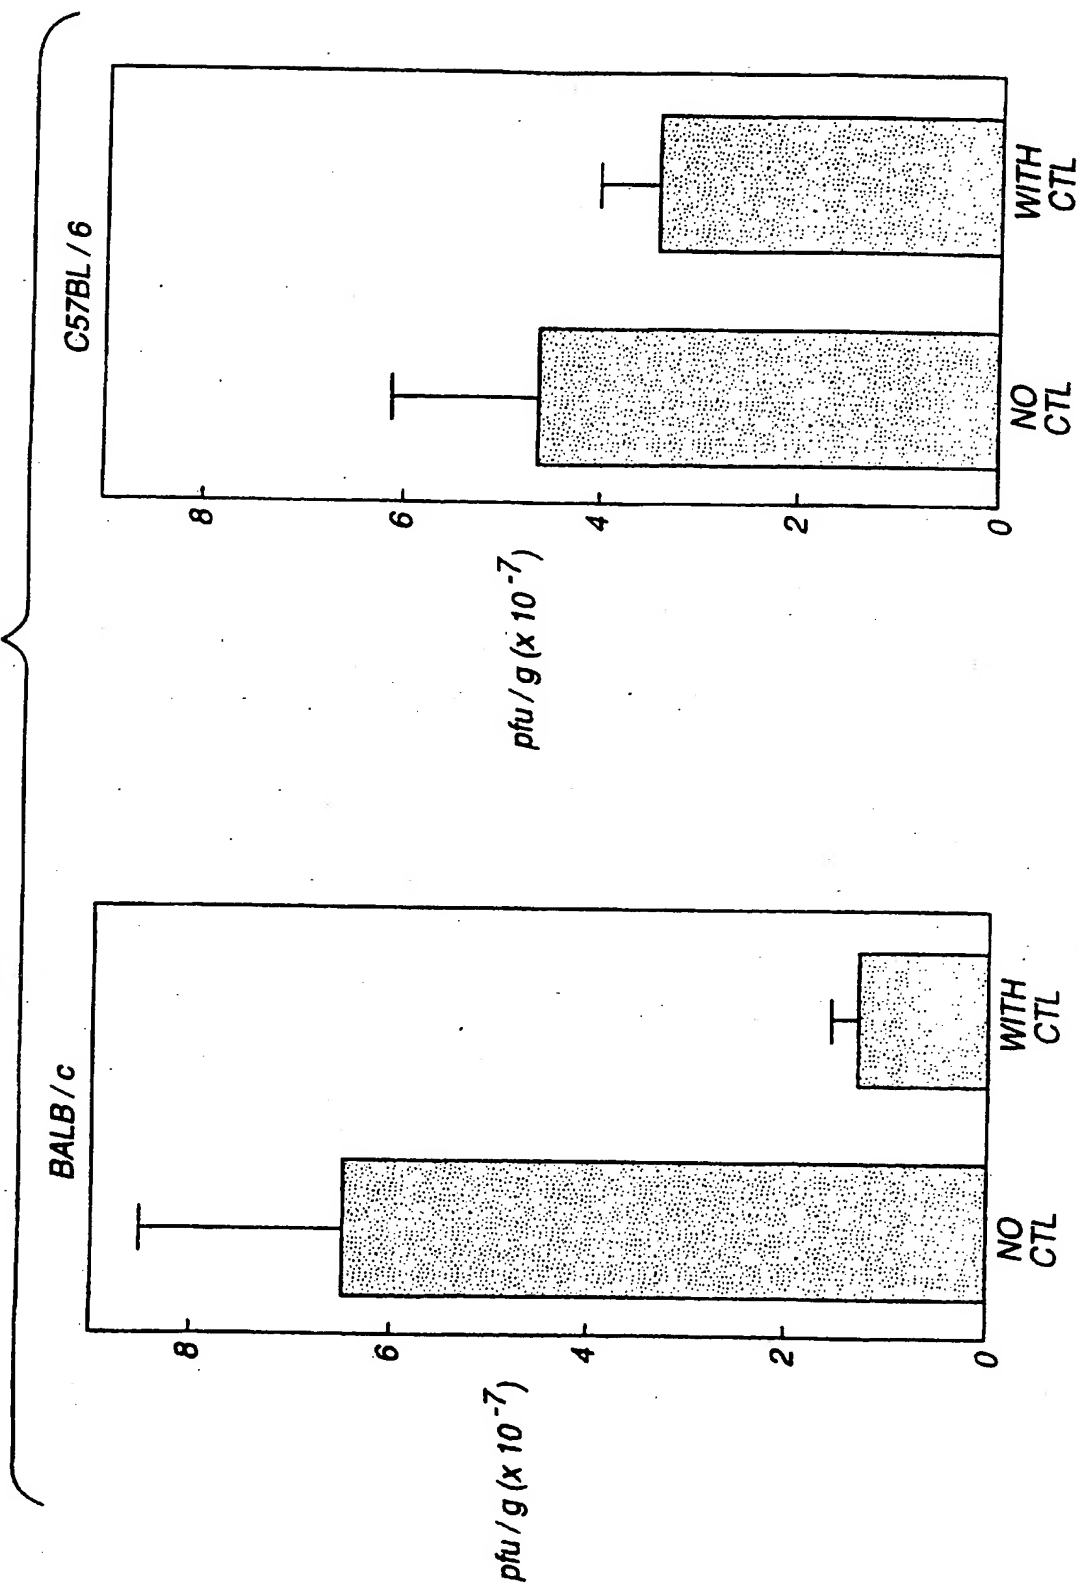 BALB/c
pfu/g (x 10⁻⁷)
8
6
4
2
0
NO
CTL
WITH
CTL
C57BL/6
pfu/g (x 10⁻⁷)
8
6
4
2
0
NO
CTL
WITH
CTL